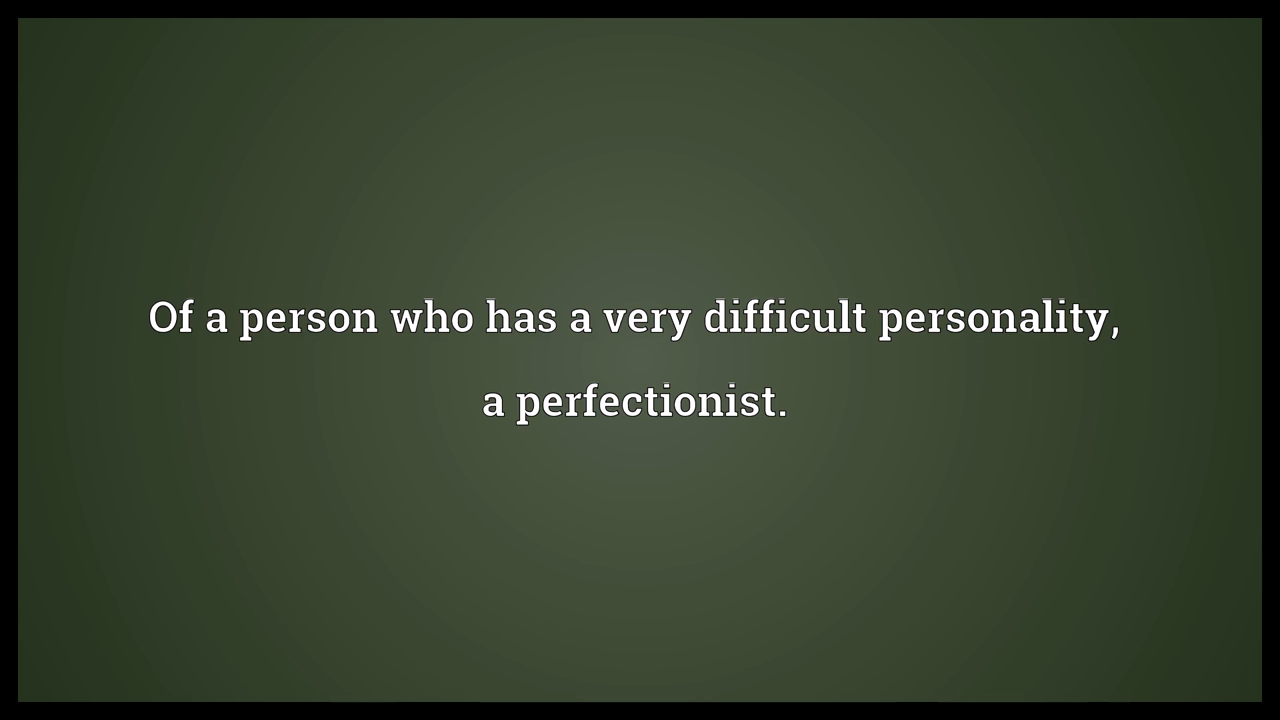 Of a person who has a very difficult personality,
a perfectionist.